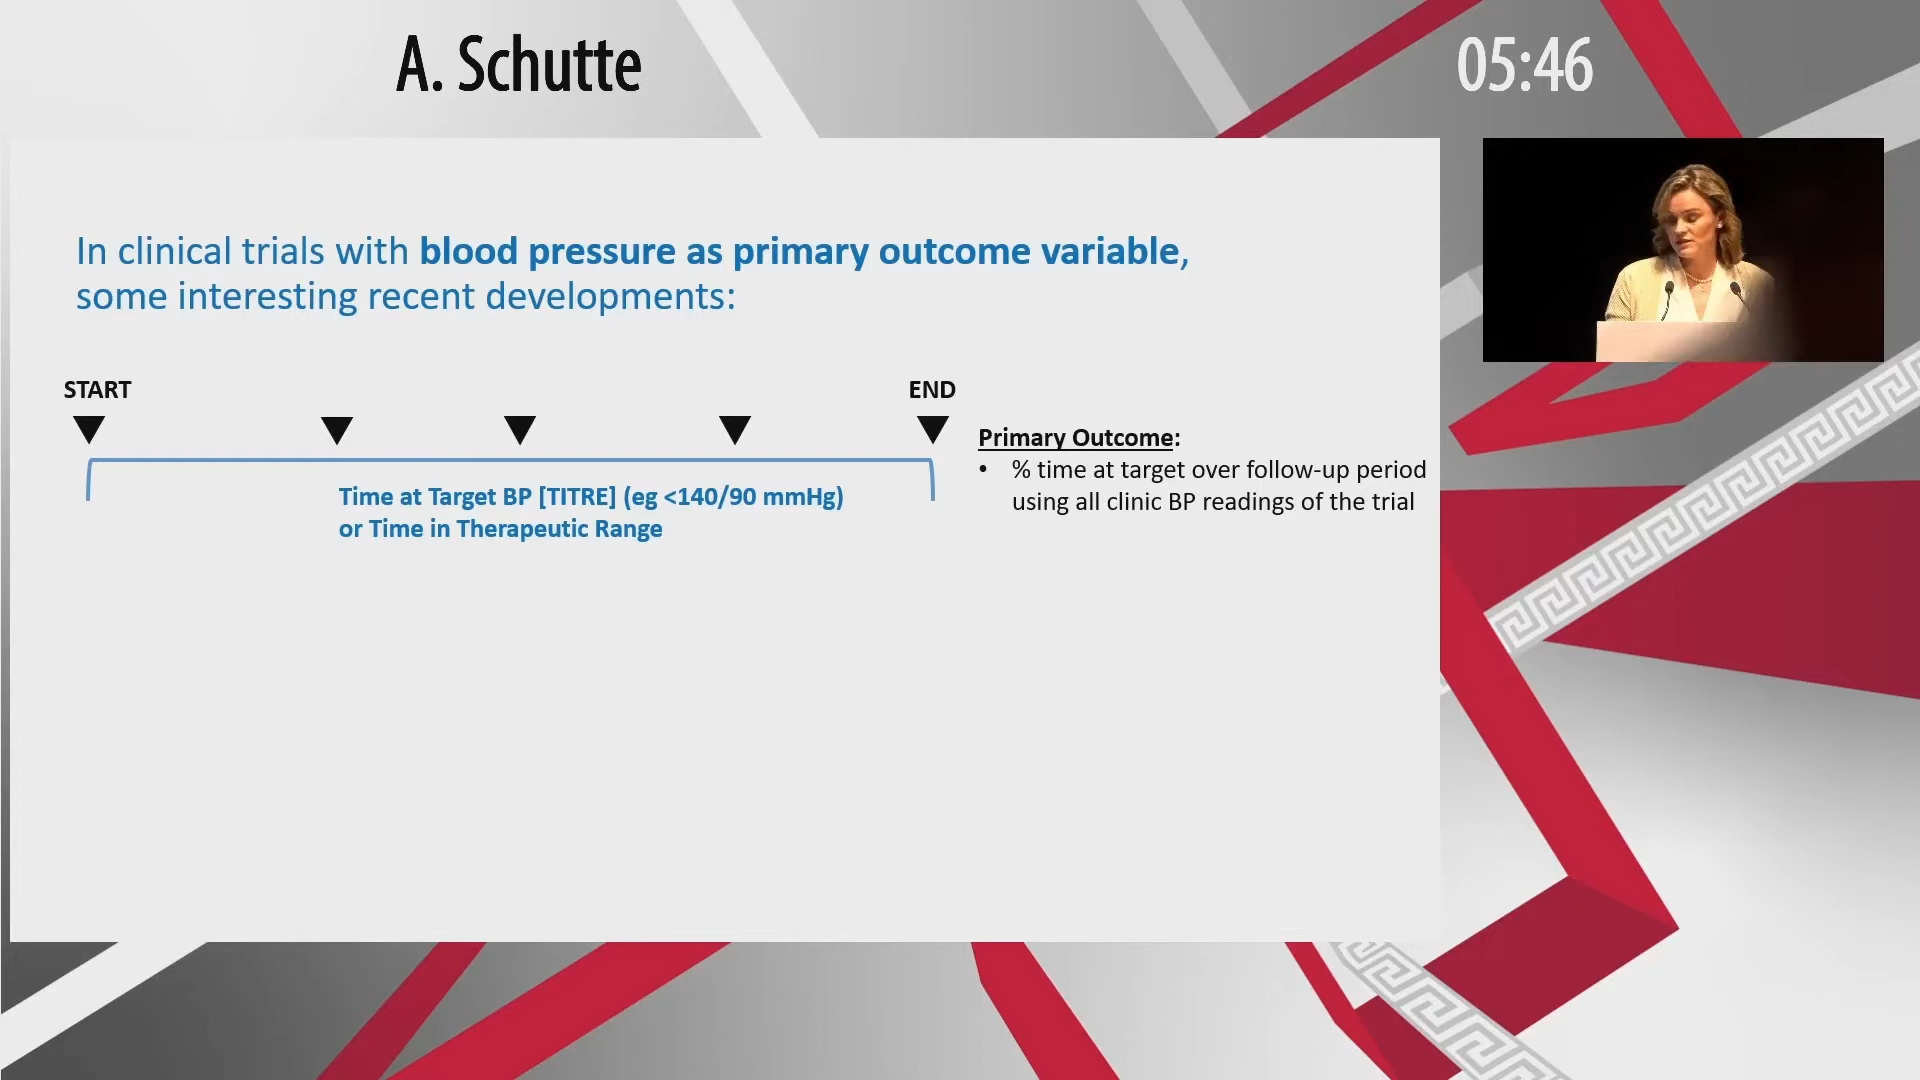 A. Schutte
05:46
In clinical trials with blood pressure as primary outcome variable,
some interesting recent developments:
START
END
Primary Outcome:
• % time at target over follow-up period
using all clinic BP readings of the trial
Time at Target BP [TITRE] (eg <140/90 mmHg)
or Time in Therapeutic Range